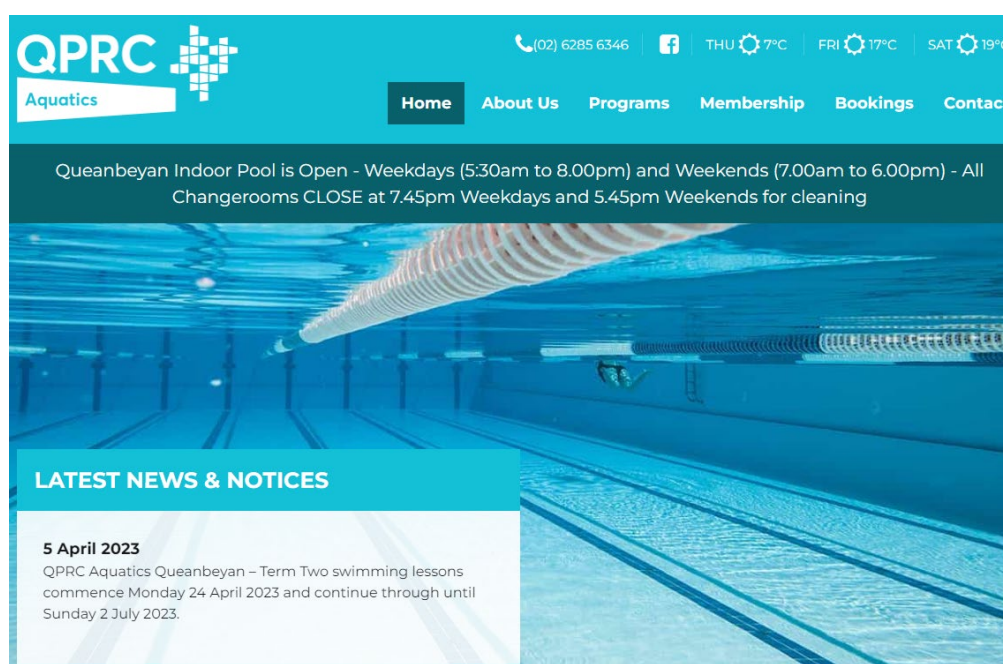 QPRC
Aquatics
(02) 6285 6346
THU 7°C
FRI 17°C
SAT 19°
Home About Us Programs Membership Bookings
Queanbeyan Indoor Pool is Open - Weekdays (5:30am to 8.00pm) and Weekends (7.00am to 6.00pm) - All
Changerooms CLOSE at 7.45pm Weekdays and 5.45pm Weekends for cleaning
LATEST NEWS & NOTICES
5 April 2023
QPRC Aquatics Queanbeyan – Term Two swimming lessons
commence Monday 24 April 2023 and continue through until
Sunday 2 July 2023.